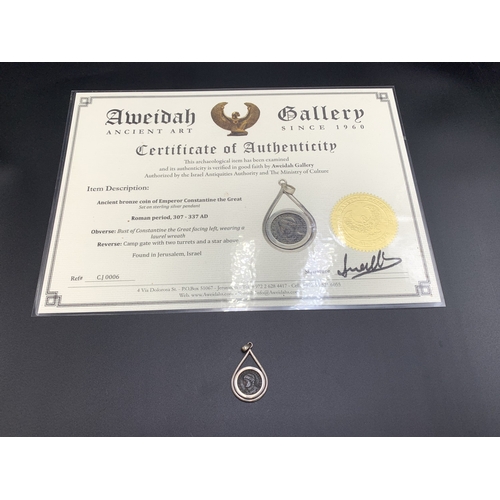 Aweidah Gallery
ANCIENT ART SINCE 1960
Certificate of Authenticity
This archaeological item has been examined
and its authenticity is verified in good faith by Aweidah Gallery
Authorized by the Israel Antiquities Authority and The Ministry of Culture
Item Description:
Ancient bronze coin of Emperor Constantine the Great
Set on sterling silver pendant
Roman period, 307 - 337 AD
Obverse: Bust of Constantine the Great facing left, wearing a
laurel wreath
Reverse: Camp gate with two turrets and a star above
Found in Jerusalem, Israel
Ref# CJ 0006
4 Via Dolorosa St.